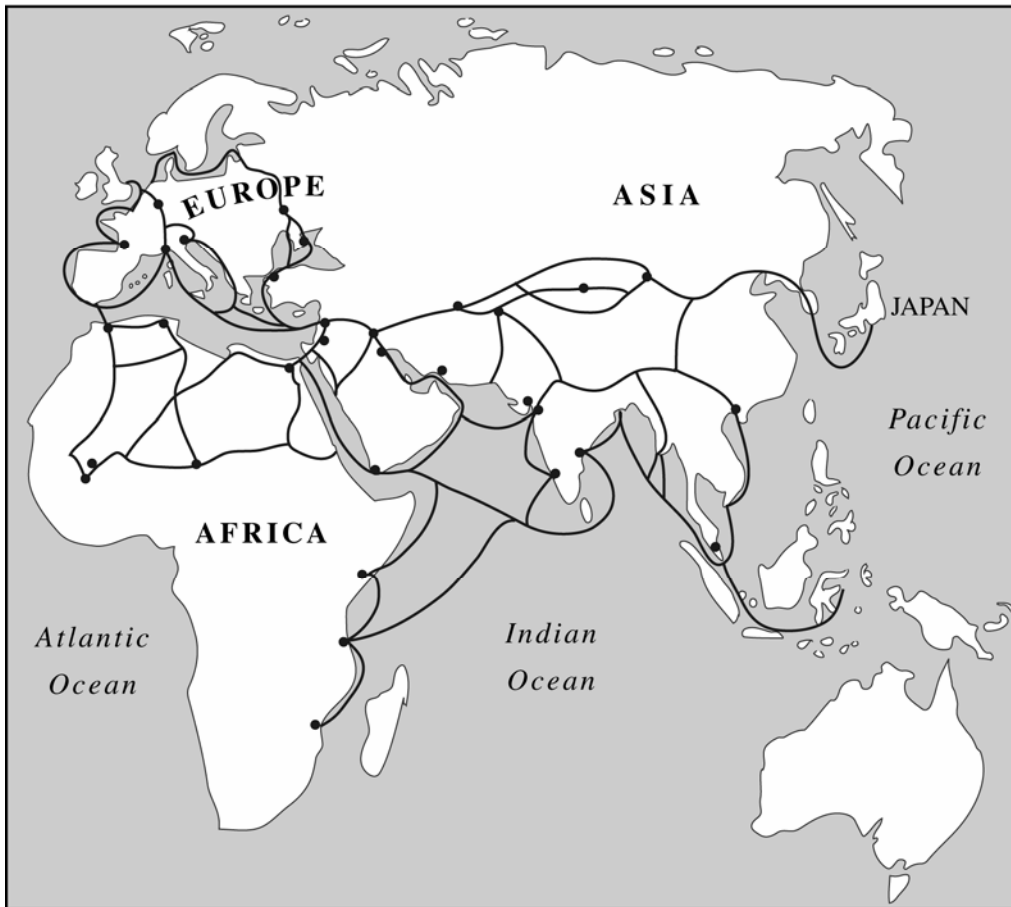 EUROPE
ASIA
JAPAN
Pacific
Ocean
AFRICA
Atlantic
Ocean
Indian
Ocean